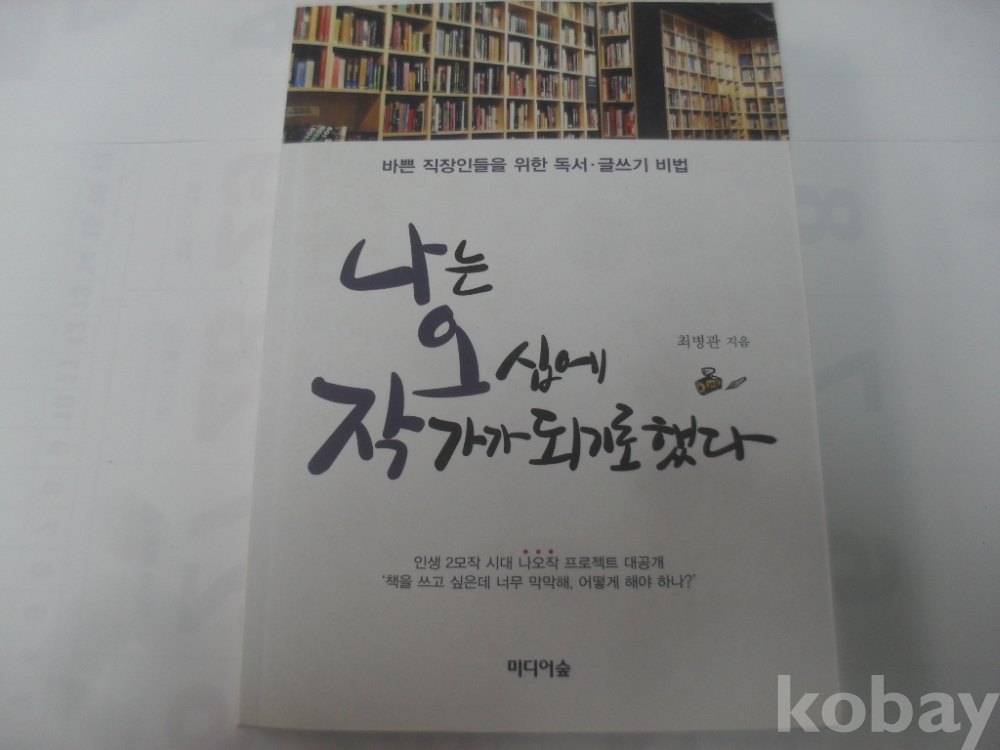 바쁜 직장인들을 위한 독서·글쓰기 비법
나는
오십에
최병관 지음
작가가 되기로 했다
인생 2모작 시대 나오작 프로젝트 대공개
'책을 쓰고 싶은데 너무 막막해, 어떻게 해야 하나?'
미디어숲
kobay